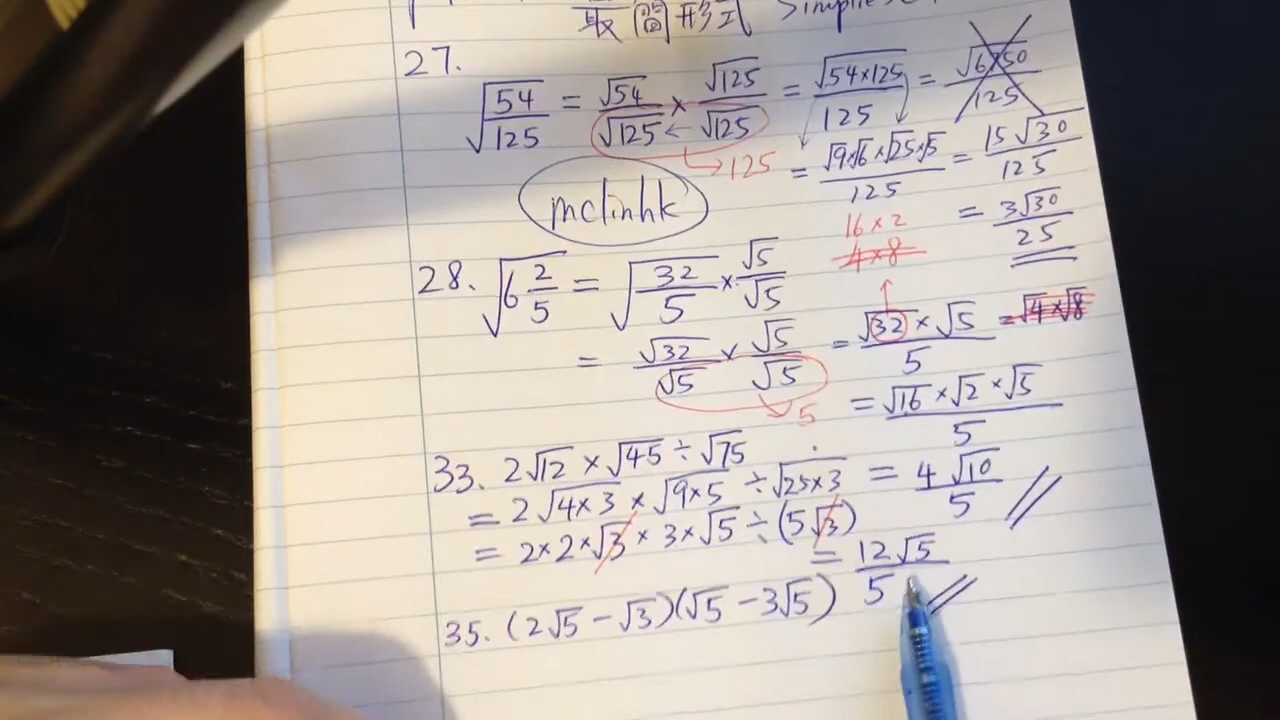 最簡形式 Simplest
27.
√(54/125) = √54/√125 × √125/√125 = √(54×125)/125 = √6750/125
→125 = √9×√6×√25×√5/125 = 15√30/125
mclinhk
16×2 = 3√30/25
4×8
28. √(6 2/5) = √(32/5) × √5/√5
= √32/√5 × √5/√5 = √32×√5/5 = √4×√8
→5 = √16×√2×√5/5
33. 2√12 × √45 ÷ √75
= 2√(4×3) × √(9×5) ÷ √(25×3) = 4√10/5
= 2×2×√3×3×√5÷(5√3)
= 12√5/5
35. (2√5 − √3)(√5 − 3√5)